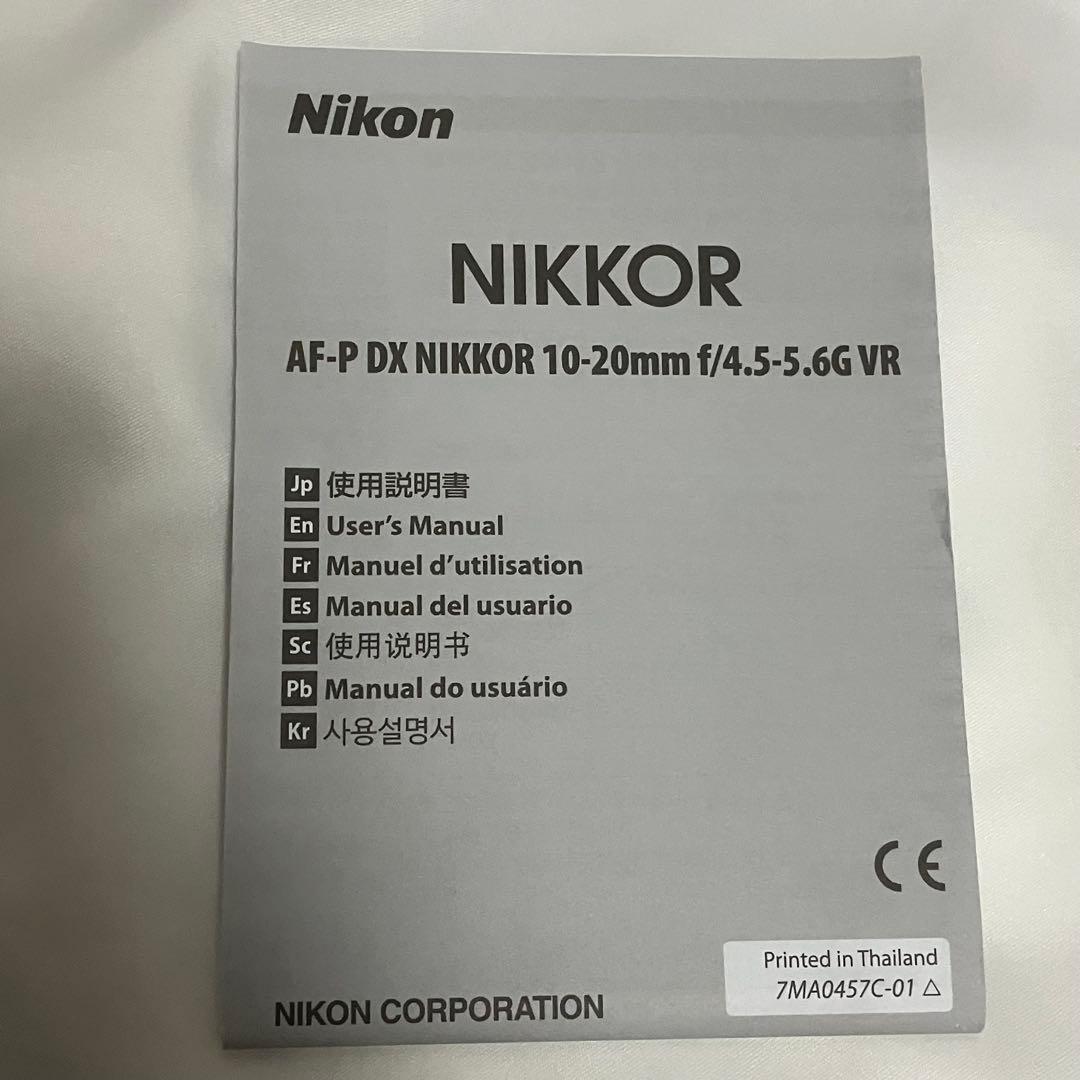 Nikon
NIKKOR
AF-P DX NIKKOR 10-20mm f/4.5-5.6G VR
Jp 使用説明書
En User's Manual
Fr Manuel d'utilisation
Es Manual del usuario
Sc 使用说明书
Pb Manual do usuário
Kr 사용설명서
CE
Printed in Thailand
7MA0457C-01 △
NIKON CORPORATION